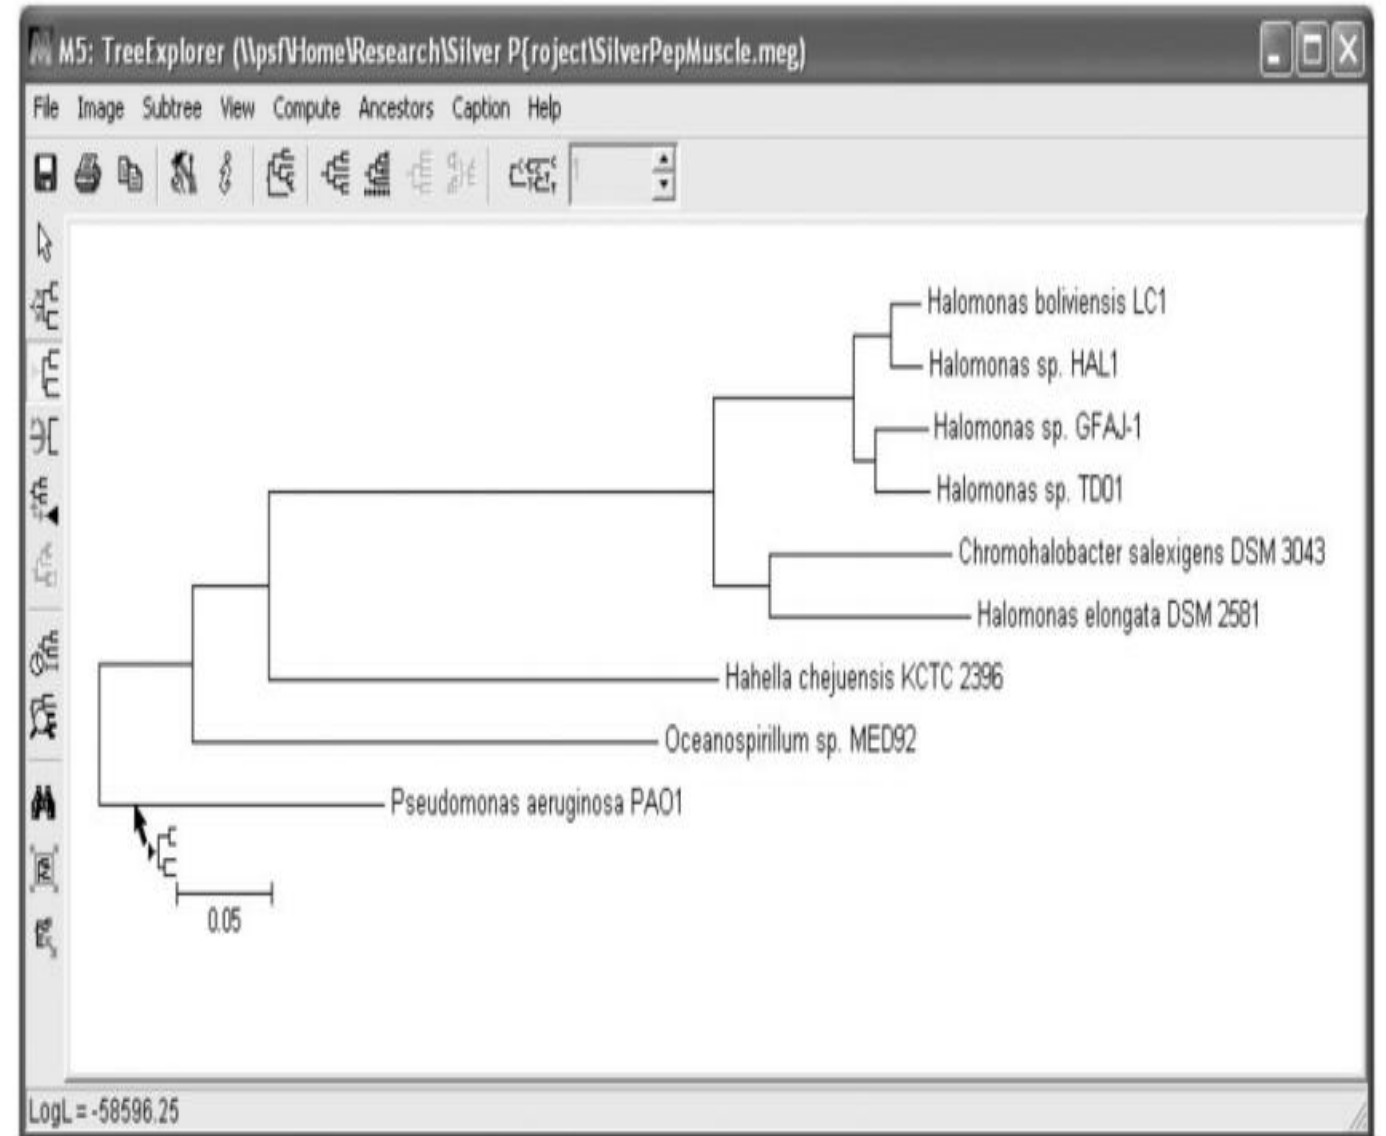 M5: TreeExplorer (\\psf\Home\Research\Silver P{roject\SilverPepMuscle.meg)
File Image Subtree View Compute Ancestors Caption Help
1
Halomonas boliviensis LC1
Halomonas sp. HAL1
Halomonas sp. GFAJ-1
Halomonas sp. TD01
Chromohalobacter salexigens DSM 3043
Halomonas elongata DSM 2581
Hahella chejuensis KCTC 2396
Oceanospirillum sp. MED92
Pseudomonas aeruginosa PAO1
0.05
LogL = -58596.25